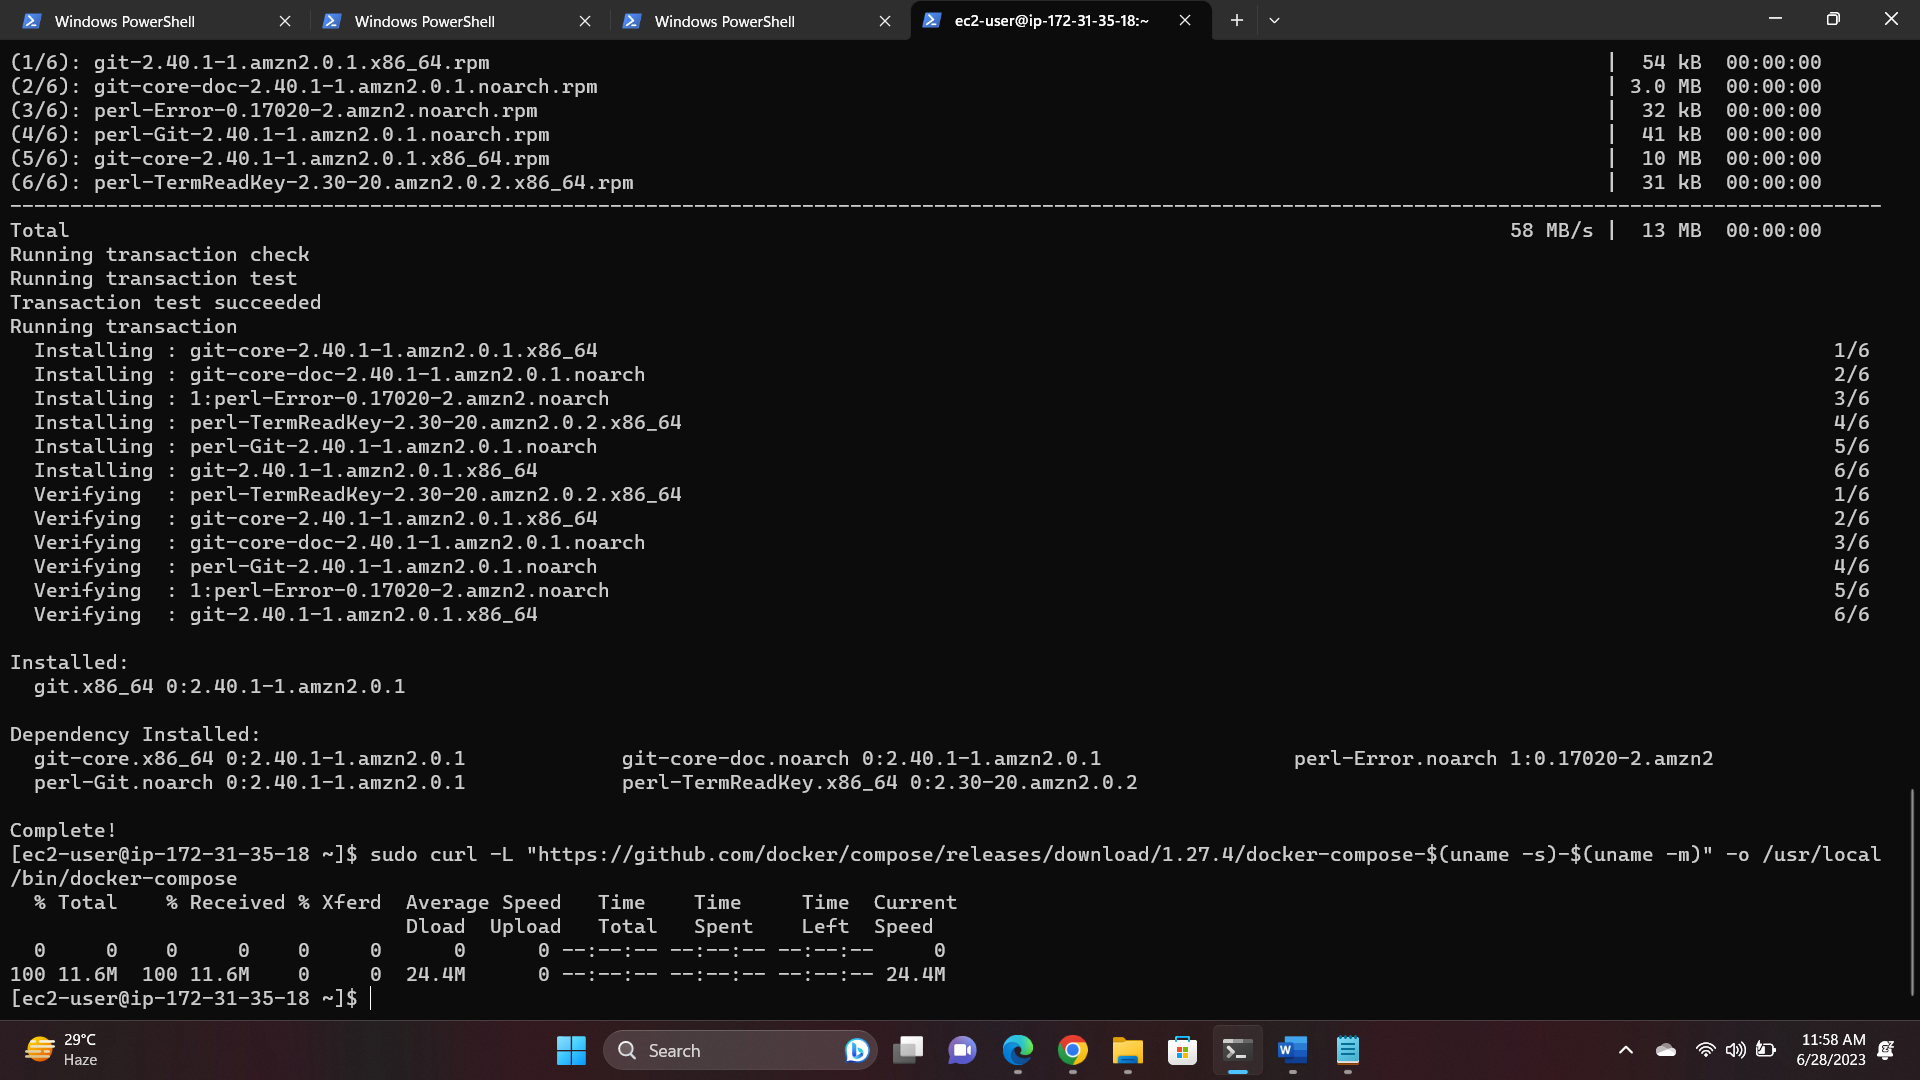 Windows PowerShell
Windows PowerShell
Windows PowerShell
ec2-user@ip-172-31-35-18:~
(1/6): git-2.40.1-1.amzn2.0.1.x86_64.rpm | 54 kB 00:00:00
(2/6): git-core-doc-2.40.1-1.amzn2.0.1.noarch.rpm | 3.0 MB 00:00:00
(3/6): perl-Error-0.17020-2.amzn2.noarch.rpm | 32 kB 00:00:00
(4/6): perl-Git-2.40.1-1.amzn2.0.1.noarch.rpm | 41 kB 00:00:00
(5/6): git-core-2.40.1-1.amzn2.0.1.x86_64.rpm | 10 MB 00:00:00
(6/6): perl-TermReadKey-2.30-20.amzn2.0.2.x86_64.rpm | 31 kB 00:00:00
------------------------------------------------------------------------------------------------------------------------------------------------------------
Total 58 MB/s | 13 MB 00:00:00
Running transaction check
Running transaction test
Transaction test succeeded
Running transaction
Installing : git-core-2.40.1-1.amzn2.0.1.x86_64 1/6
Installing : git-core-doc-2.40.1-1.amzn2.0.1.noarch 2/6
Installing : 1:perl-Error-0.17020-2.amzn2.noarch 3/6
Installing : perl-TermReadKey-2.30-20.amzn2.0.2.x86_64 4/6
Installing : perl-Git-2.40.1-1.amzn2.0.1.noarch 5/6
Installing : git-2.40.1-1.amzn2.0.1.x86_64 6/6
Verifying : perl-TermReadKey-2.30-20.amzn2.0.2.x86_64 1/6
Verifying : git-core-2.40.1-1.amzn2.0.1.x86_64 2/6
Verifying : git-core-doc-2.40.1-1.amzn2.0.1.noarch 3/6
Verifying : perl-Git-2.40.1-1.amzn2.0.1.noarch 4/6
Verifying : 1:perl-Error-0.17020-2.amzn2.noarch 5/6
Verifying : git-2.40.1-1.amzn2.0.1.x86_64 6/6
Installed:
git.x86_64 0:2.40.1-1.amzn2.0.1
Dependency Installed:
git-core.x86_64 0:2.40.1-1.amzn2.0.1 git-core-doc.noarch 0:2.40.1-1.amzn2.0.1 perl-Error.noarch 1:0.17020-2.amzn2
perl-Git.noarch 0:2.40.1-1.amzn2.0.1 perl-TermReadKey.x86_64 0:2.30-20.amzn2.0.2
Complete!
[ec2-user@ip-172-31-35-18 ~]$ sudo curl -L "https://github.com/docker/compose/releases/download/1.27.4/docker-compose-$(uname -s)-$(uname -m)" -o /usr/local
/bin/docker-compose
% Total % Received % Xferd Average Speed Time Time Time Current
Dload Upload Total Spent Left Speed
0 0 0 0 0 0 0 0 --:--:-- --:--:-- --:--:-- 0
100 11.6M 100 11.6M 0 0 24.4M 0 --:--:-- --:--:-- --:--:-- 24.4M
[ec2-user@ip-172-31-35-18 ~]$
29°C
Haze
Search
W
11:58 AM
6/28/2023